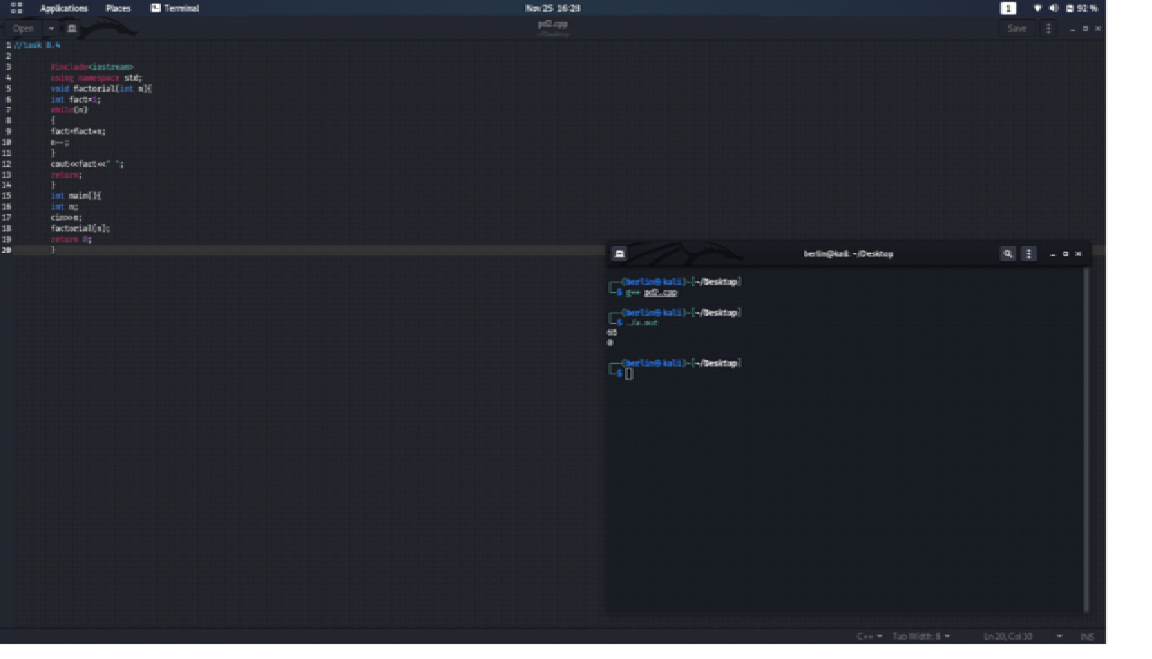 Applications Places Terminal Nov 25 16:28 1 92 %
Open pd2.cpp Save
~/Desktop
1 //task 8.4
2
3 #include<iostream>
4 using namespace std;
5 void factorial(int n){
6 int fact=1;
7 while(n)
8 {
9 fact=fact*n;
10 n--;
11 }
12 cout<<fact<<" ";
13 return;
14 }
15 int main(){
16 int n;
17 cin>>n;
18 factorial(n);
19 return 0;
20 }
berlin@kali: ~/Desktop
(berlin㉿kali)-[~/Desktop]
$ g++ pd2.cpp
(berlin㉿kali)-[~/Desktop]
$ ./a.out
65
0
(berlin㉿kali)-[~/Desktop]
$
C++ Tab Width: 8 Ln 20, Col 10 INS